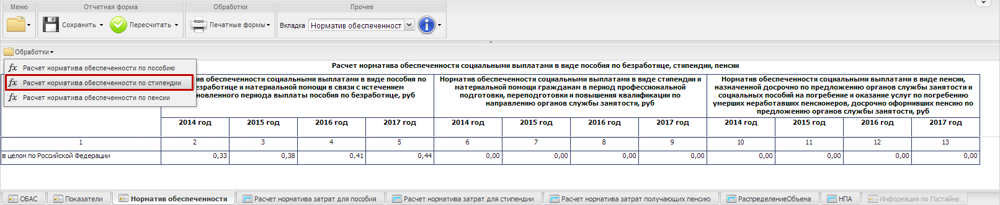 Меню
Отчетная форма
Обработки
Прочее
Сохранить
Пересчитать
Печатные формы
Вкладка
Норматив обеспеченност
Обработки
Расчет норматива обеспеченности по пособию
Расчет норматива обеспеченности по стипендии
Расчет норматива обеспеченности по пенсии
Расчет норматива обеспеченности социальными выплатами в виде пособия по безработице, стипендии, пенсии
ив обеспеченности социальными выплатами в виде пособия по
зработице и материальной помощи в связи с истечением
новленного периода выплаты пособия по безработице, руб
Норматив обеспеченности социальными выплатами в виде стипендии и
материальной помощи гражданам в период профессиональной
подготовки, переподготовки и повышения квалификации по
направлению органов службы занятости, руб
Норматив обеспеченности социальными выплатами в виде пенсии,
назначенной досрочно по предложению органов службы занятости и
социальных пособий на погребение и оказание услуг по погребению
умерших неработавших пенсионеров, досрочно оформивших пенсию по
предложению органов службы занятости, руб
2014 год 2015 год 2016 год 2017 год 2014 год 2015 год 2016 год 2017 год 2014 год 2015 год 2016 год 2017 год
1 2 3 4 5 6 7 8 9 10 11 12 13
в целом по Российской Федерации 0,33 0,38 0,41 0,44 0,00 0,00 0,00 0,00 0,00 0,00 0,00 0,00
ОБАС
Показатели
Норматив обеспеченности
Расчет норматива затрат для пособия
Расчет норматива затрат для стипендии
Расчет норматива затрат получающих пенсию
РаспределениеОбъема
НПА
Информация по Гостайне